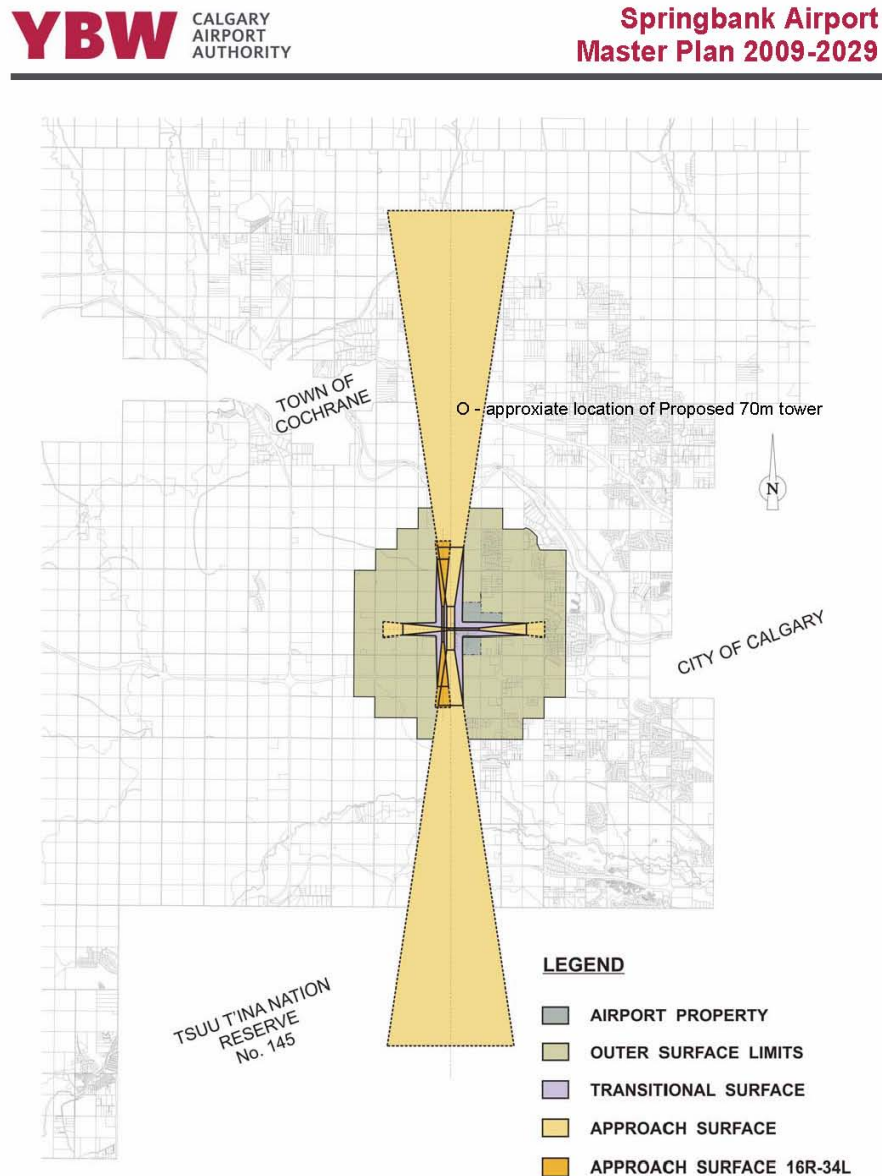 YBW CALGARY
AIRPORT
AUTHORITY
Springbank Airport
Master Plan 2009-2029
TOWN OF
COCHRANE
O - approxiate location of Proposed 70m tower
N
CITY OF CALGARY
TSUU T'INA NATION
RESERVE
No. 145
LEGEND
AIRPORT PROPERTY
OUTER SURFACE LIMITS
TRANSITIONAL SURFACE
APPROACH SURFACE
APPROACH SURFACE 16R-34L